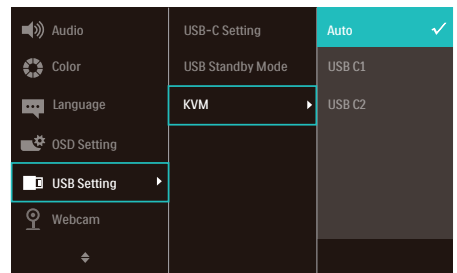 Audio
Color
Language
OSD Setting
USB Setting
Webcam
USB-C Setting
USB Standby Mode
KVM
Auto
USB C1
USB C2